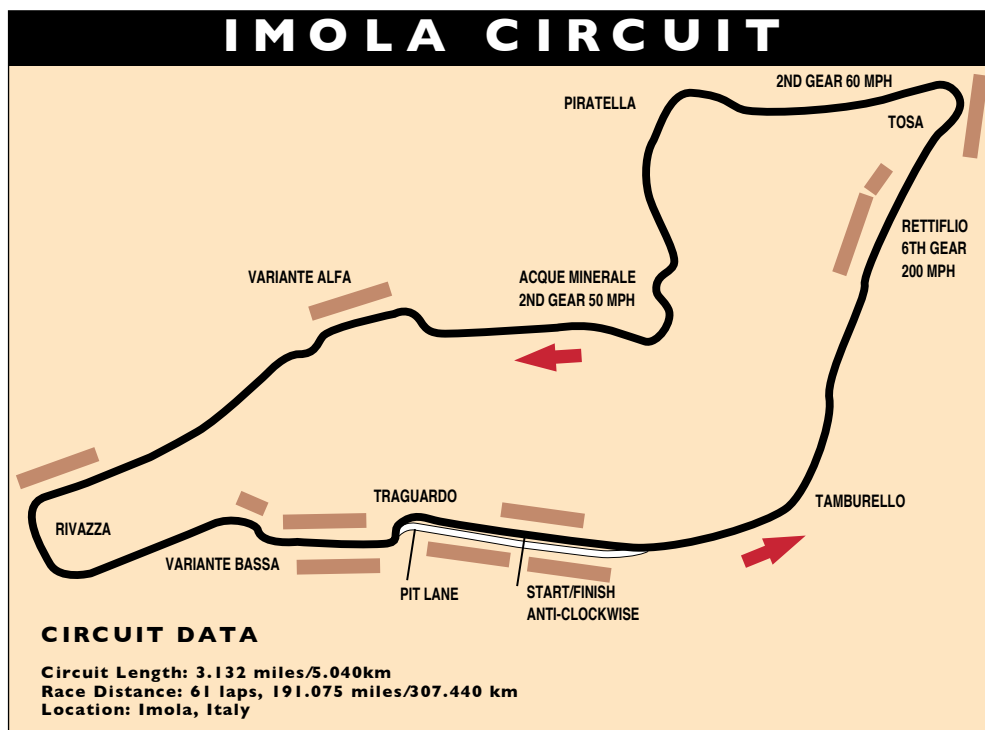 IMOLA CIRCUIT
2ND GEAR 60 MPH
PIRATELLA
TOSA
RETTIFLIO
6TH GEAR
200 MPH
VARIANTE ALFA
ACQUE MINERALE
2ND GEAR 50 MPH
TRAGUARDO
TAMBURELLO
RIVAZZA
VARIANTE BASSA
PIT LANE
START/FINISH
ANTI-CLOCKWISE
CIRCUIT DATA
Circuit Length: 3.132 miles/5.040km
Race Distance: 61 laps, 191.075 miles/307.440 km
Location: Imola, Italy